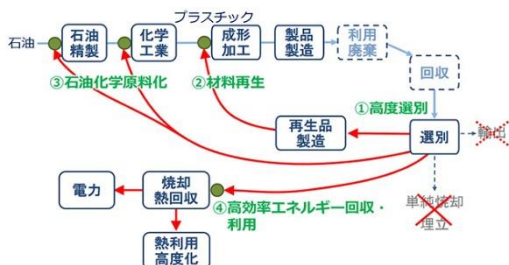 プラスチック
石油
石油
精製
化学
工業
成形
加工
製品
製造
利用
廃棄
回収
③石油化学原料化
②材料再生
①高度選別
再生品
製造
選別
輸出
電力
焼却
熱回収
④高効率エネルギー回収・
利用
単純焼却
埋立
熱利用
高度化